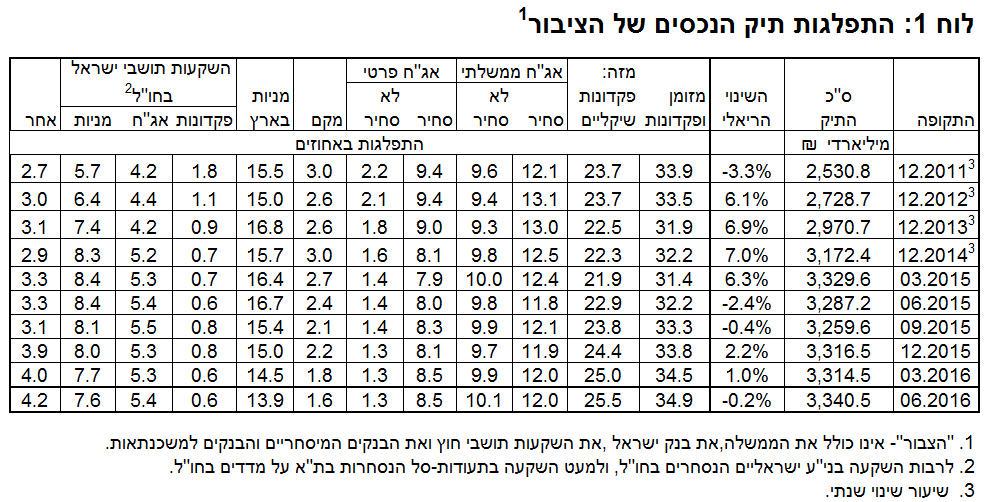 לוח 1: התפלגות תיק הנכסים של הציבור1
התקופה | ס"כ התיק | השינוי הריאלי | מזומן ופקדונות | מזה: פקדונות שיקליים | אג"ח ממשלתי סחיר | לא סחיר | אג"ח פרטי סחיר | לא סחיר | מקם | מניות בארץ | השקעות תושבי ישראל בחו"ל2 פקדונות | אג"ח | מניות | אחר
מיליארדי ₪ | התפלגות באחוזים
12.20113 | 2,530.8 | -3.3% | 33.9 | 23.7 | 12.1 | 9.6 | 9.4 | 2.2 | 3.0 | 15.5 | 1.8 | 4.2 | 5.7 | 2.7
12.20123 | 2,728.7 | 6.1% | 33.5 | 23.7 | 13.1 | 9.4 | 9.4 | 2.1 | 2.6 | 15.0 | 1.1 | 4.4 | 6.4 | 3.0
12.20133 | 2,970.7 | 6.9% | 31.9 | 22.5 | 13.0 | 9.3 | 9.0 | 1.8 | 2.6 | 16.8 | 0.9 | 4.2 | 7.4 | 3.1
12.20143 | 3,172.4 | 7.0% | 32.2 | 22.3 | 12.5 | 9.8 | 8.1 | 1.6 | 3.0 | 15.7 | 0.7 | 5.2 | 8.3 | 2.9
03.2015 | 3,329.6 | 6.3% | 31.4 | 21.9 | 12.4 | 10.0 | 7.9 | 1.4 | 2.7 | 16.4 | 0.7 | 5.3 | 8.4 | 3.3
06.2015 | 3,287.2 | -2.4% | 32.2 | 22.9 | 11.8 | 9.8 | 8.0 | 1.4 | 2.4 | 16.7 | 0.6 | 5.4 | 8.4 | 3.3
09.2015 | 3,259.6 | -0.4% | 33.3 | 23.8 | 12.1 | 9.9 | 8.3 | 1.4 | 2.1 | 15.4 | 0.8 | 5.5 | 8.1 | 3.1
12.2015 | 3,316.5 | 2.2% | 33.8 | 24.4 | 11.9 | 9.7 | 8.1 | 1.3 | 2.2 | 15.0 | 0.8 | 5.3 | 8.0 | 3.9
03.2016 | 3,314.5 | 1.0% | 34.5 | 25.0 | 12.0 | 9.9 | 8.5 | 1.3 | 1.8 | 14.5 | 0.6 | 5.3 | 7.7 | 4.0
06.2016 | 3,340.5 | -0.2% | 34.9 | 25.5 | 12.0 | 10.1 | 8.5 | 1.3 | 1.6 | 13.9 | 0.6 | 5.4 | 7.6 | 4.2
1. "הצבור"- אינו כולל את הממשלה,את בנק ישראל ,את השקעות תושבי חוץ ואת הבנקים המיסחריים והבנקים למשכנתאות.
2. לרבות השקעה בני"ע ישראליים הנסחרים בחו"ל, ולמעט השקעה בתעודות-סל הנסחרות בת"א על מדדים בחו"ל.
3. שיעור שינוי שנתי.